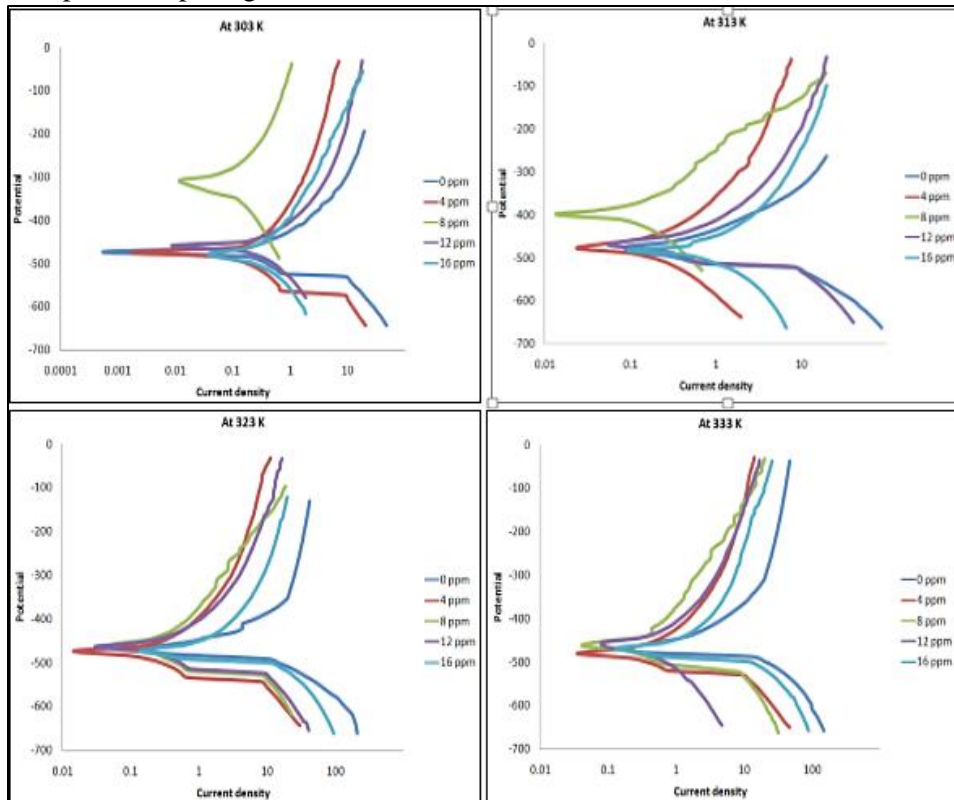 At 303 K
0
-100
-200
-300
-400
-500
-600
-700
Potential
0.0001 0.001 0.01 0.1 1 10
Current density
0 ppm
4 ppm
8 ppm
12 ppm
16 ppm
At 313 K
0
-100
-200
-300
-400
-500
-600
-700
Potential
0.01 0.1 1 10
Current density
0 ppm
4 ppm
8 ppm
12 ppm
16 ppm
At 323 K
0
-100
-200
-300
-400
-500
-600
-700
Potential
0.01 0.1 1 10 100
Current density
0 ppm
4 ppm
8 ppm
12 ppm
16 ppm
At 333 K
0
-100
-200
-300
-400
-500
-600
-700
Potential
0.01 0.1 1 10 100
Current density
0 ppm
4 ppm
8 ppm
12 ppm
16 ppm